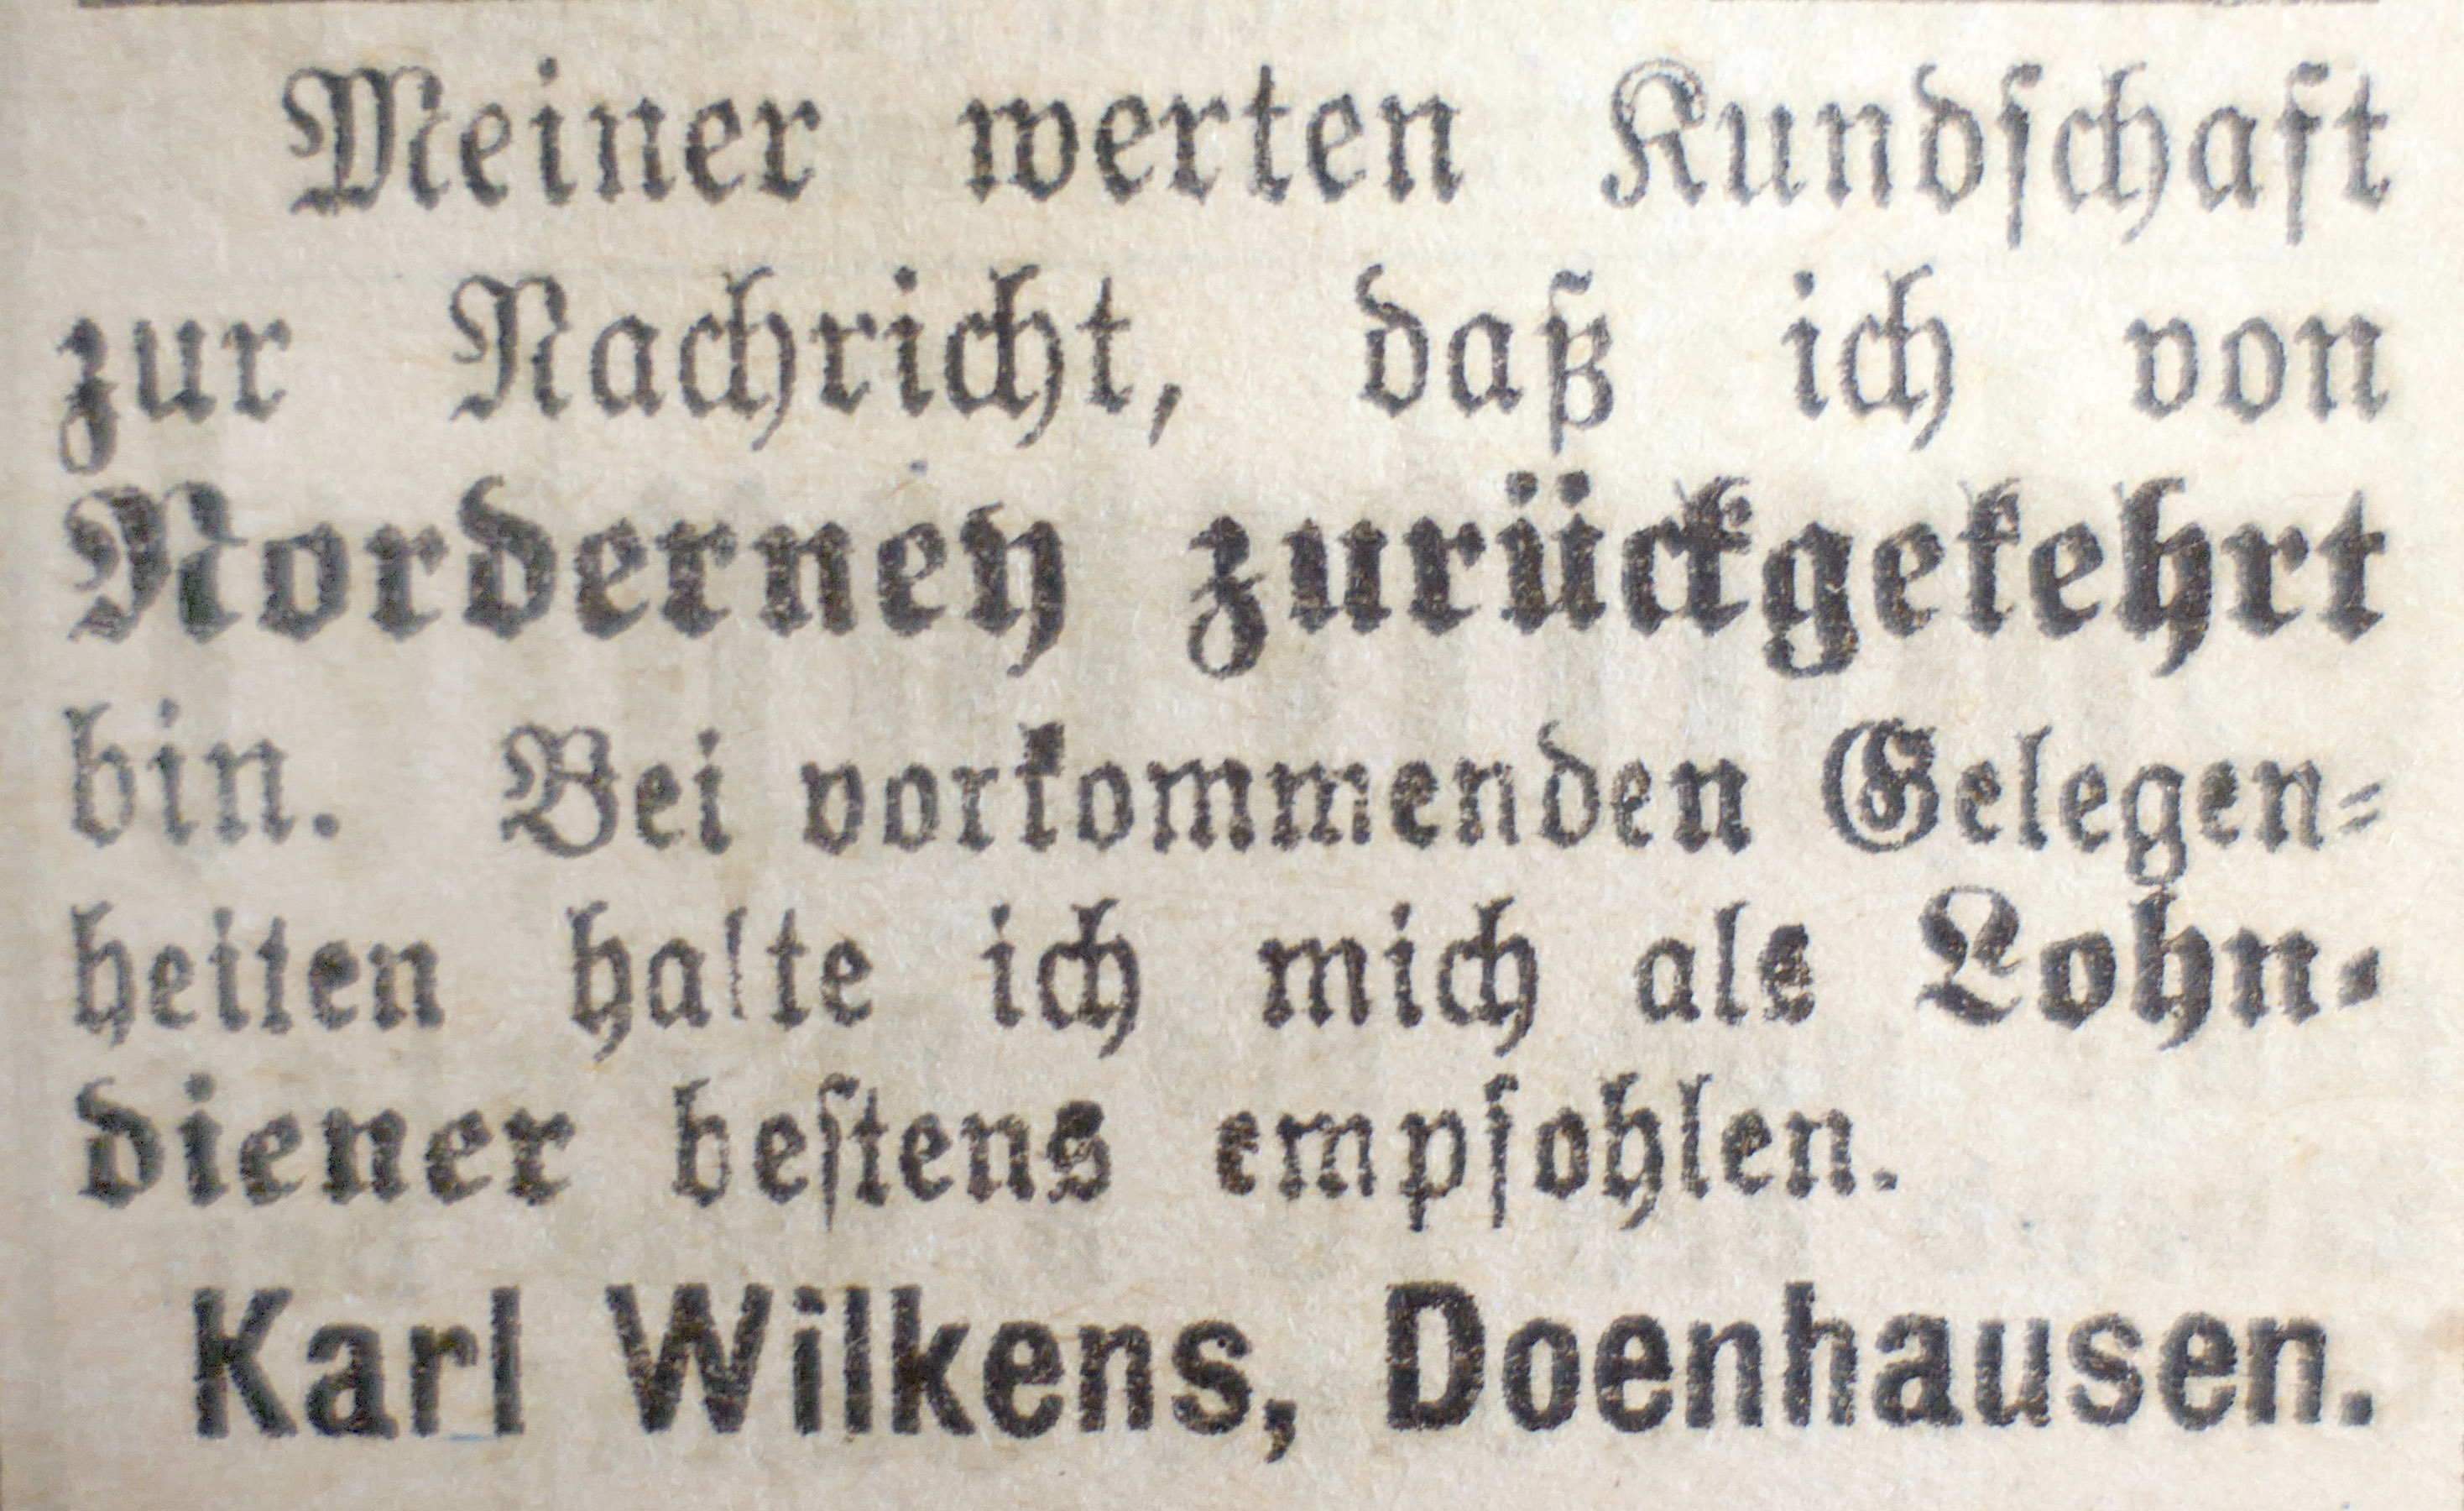 Meiner werten Kundschaft
zur Nachricht, daß ich von
Norderney zurückgekehrt
bin. Bei vorkommenden Gelegen-
heiten halte ich mich als Lohn-
diener bestens empfohlen.
Karl Wilkens, Doenhausen.